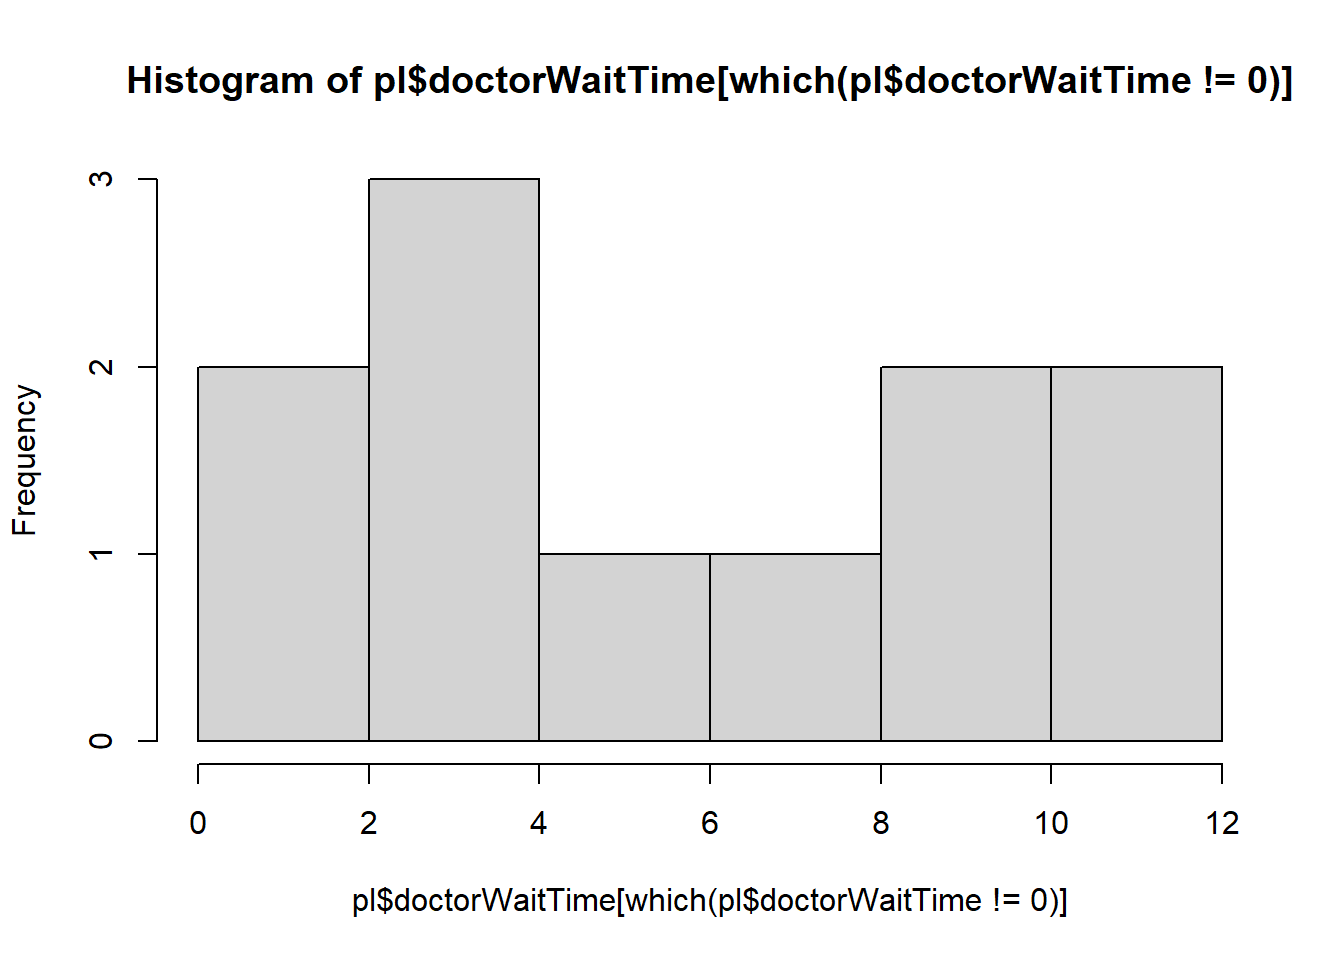 Histogram of pl$doctorWaitTime[which(pl$doctorWaitTime != 0)]
Frequency
3
2
1
0
0 2 4 6 8 10 12
pl$doctorWaitTime[which(pl$doctorWaitTime != 0)]